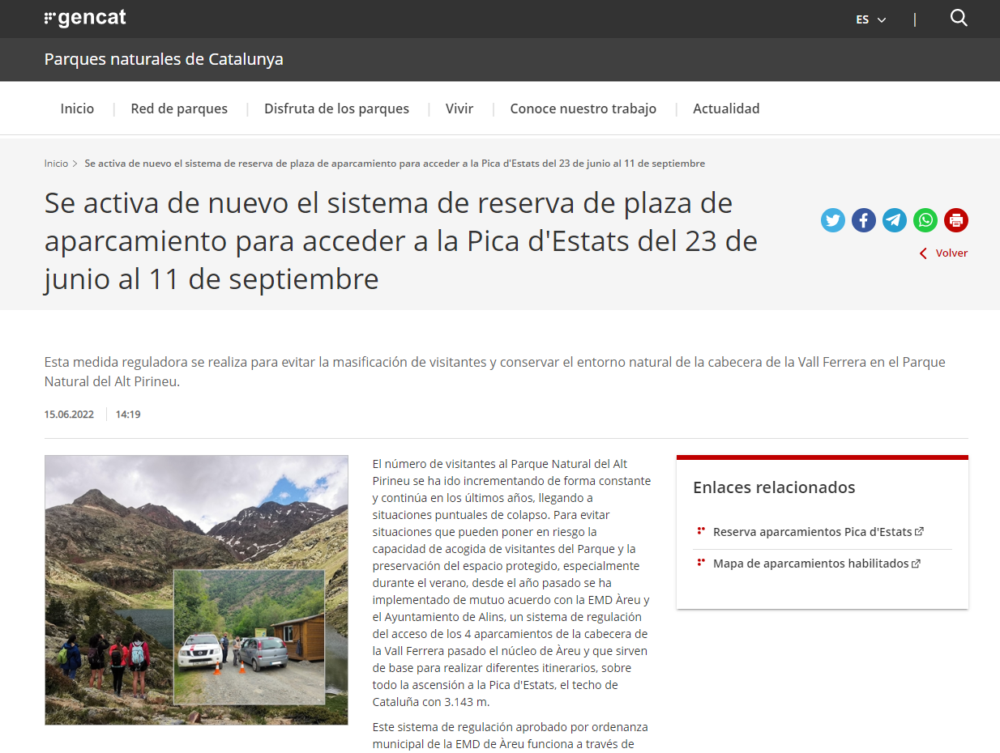 gencat
ES
Parques naturales de Catalunya
Inicio
Red de parques
Disfruta de los parques
Vivir
Conoce nuestro trabajo
Actualidad
Inicio > Se activa de nuevo el sistema de reserva de plaza de aparcamiento para acceder a la Pica d'Estats del 23 de junio al 11 de septiembre
Se activa de nuevo el sistema de reserva de plaza de
aparcamiento para acceder a la Pica d'Estats del 23 de
junio al 11 de septiembre
Volver
Esta medida reguladora se realiza para evitar la masificación de visitantes y conservar el entorno natural de la cabecera de la Vall Ferrera en el Parque
Natural del Alt Pirineu.
15.06.2022
14:19
El número de visitantes al Parque Natural del Alt
Pirineu se ha ido incrementando de forma constante
y continúa en los últimos años, llegando a
situaciones puntuales de colapso. Para evitar
situaciones que pueden poner en riesgo la
capacidad de acogida de visitantes del Parque y la
preservación del espacio protegido, especialmente
durante el verano, desde el año pasado se ha
implementado de mutuo acuerdo con la EMD Àreu y
el Ayuntamiento de Alins, un sistema de regulación
del acceso de los 4 aparcamientos de la cabecera de
la Vall Ferrera pasado el núcleo de Àreu y que sirven
de base para realizar diferentes itinerarios, sobre
todo la ascensión a la Pica d'Estats, el techo de
Cataluña con 3.143 m.
Este sistema de regulación aprobado por ordenanza
municipal de la EMD de Àreu funciona a través de
Enlaces relacionados
Reserva aparcamientos Pica d'Estats
Mapa de aparcamientos habilitados